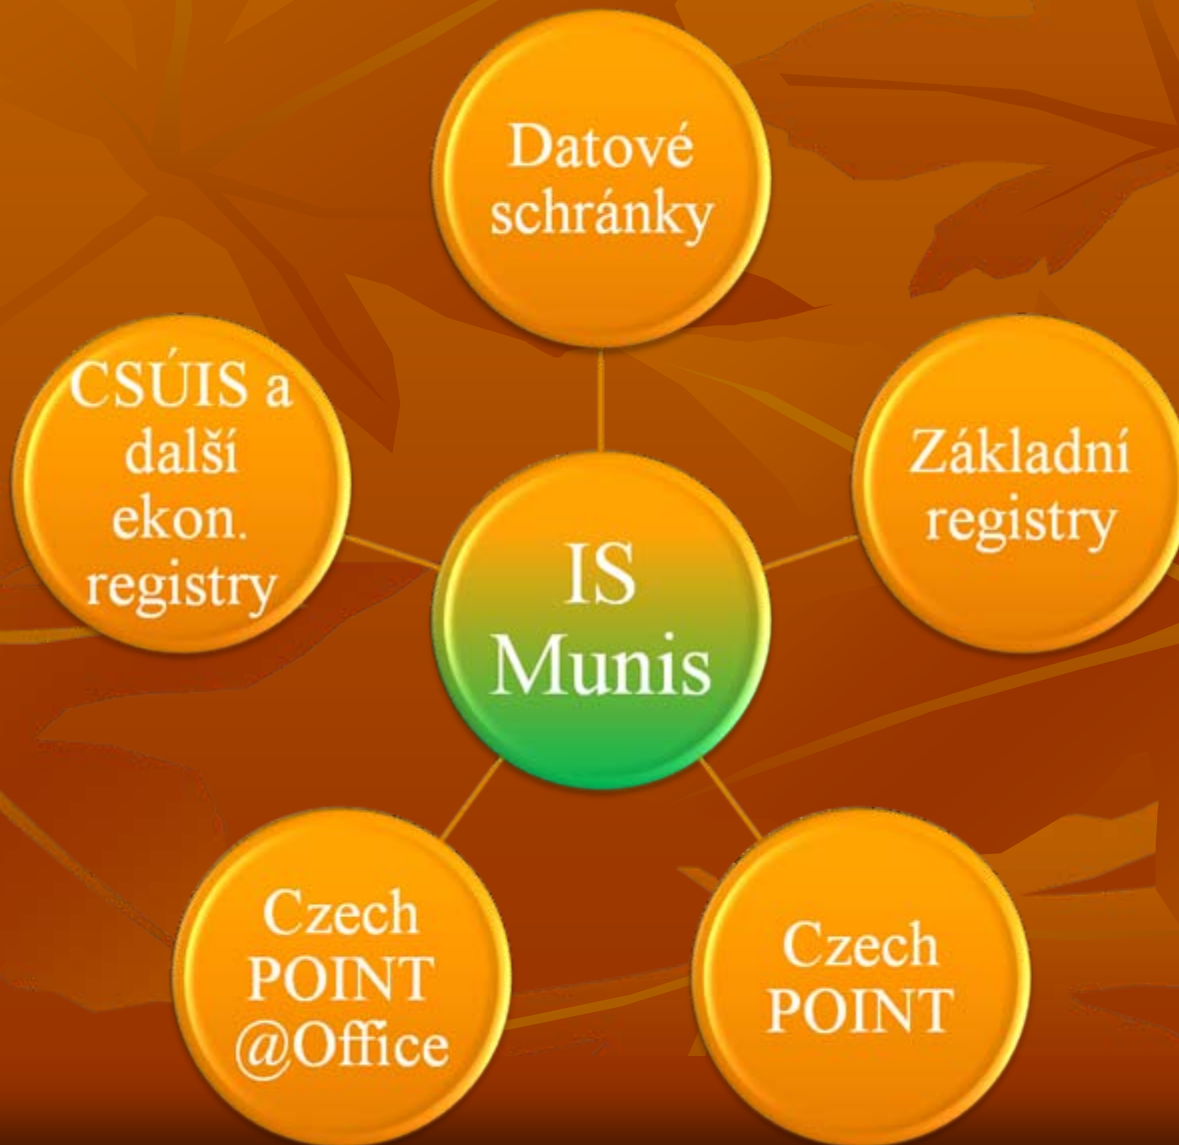 Datové
schránky
CSÚIS a
další
ekon.
registry
Základní
registry
IS
Munis
Czech
POINT
@Office
Czech
POINT